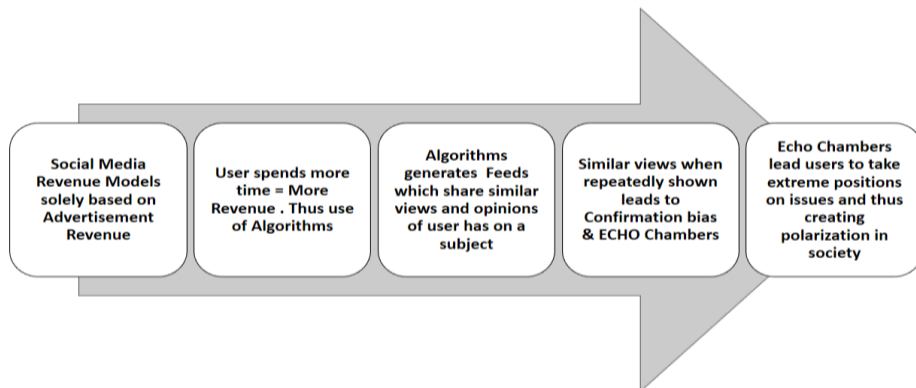 Social Media
Revenue Models
solely based on
Advertisement
Revenue
User spends more
time = More
Revenue . Thus use
of Algorithms
Algorithms
generates  Feeds
which share similar
views and opinions
of user has on a
subject
Similar views when
repeatedly shown
leads to
Confirmation bias
& ECHO Chambers
Echo Chambers
lead users to take
extreme positions
on issues and thus
creating
polarization in
society